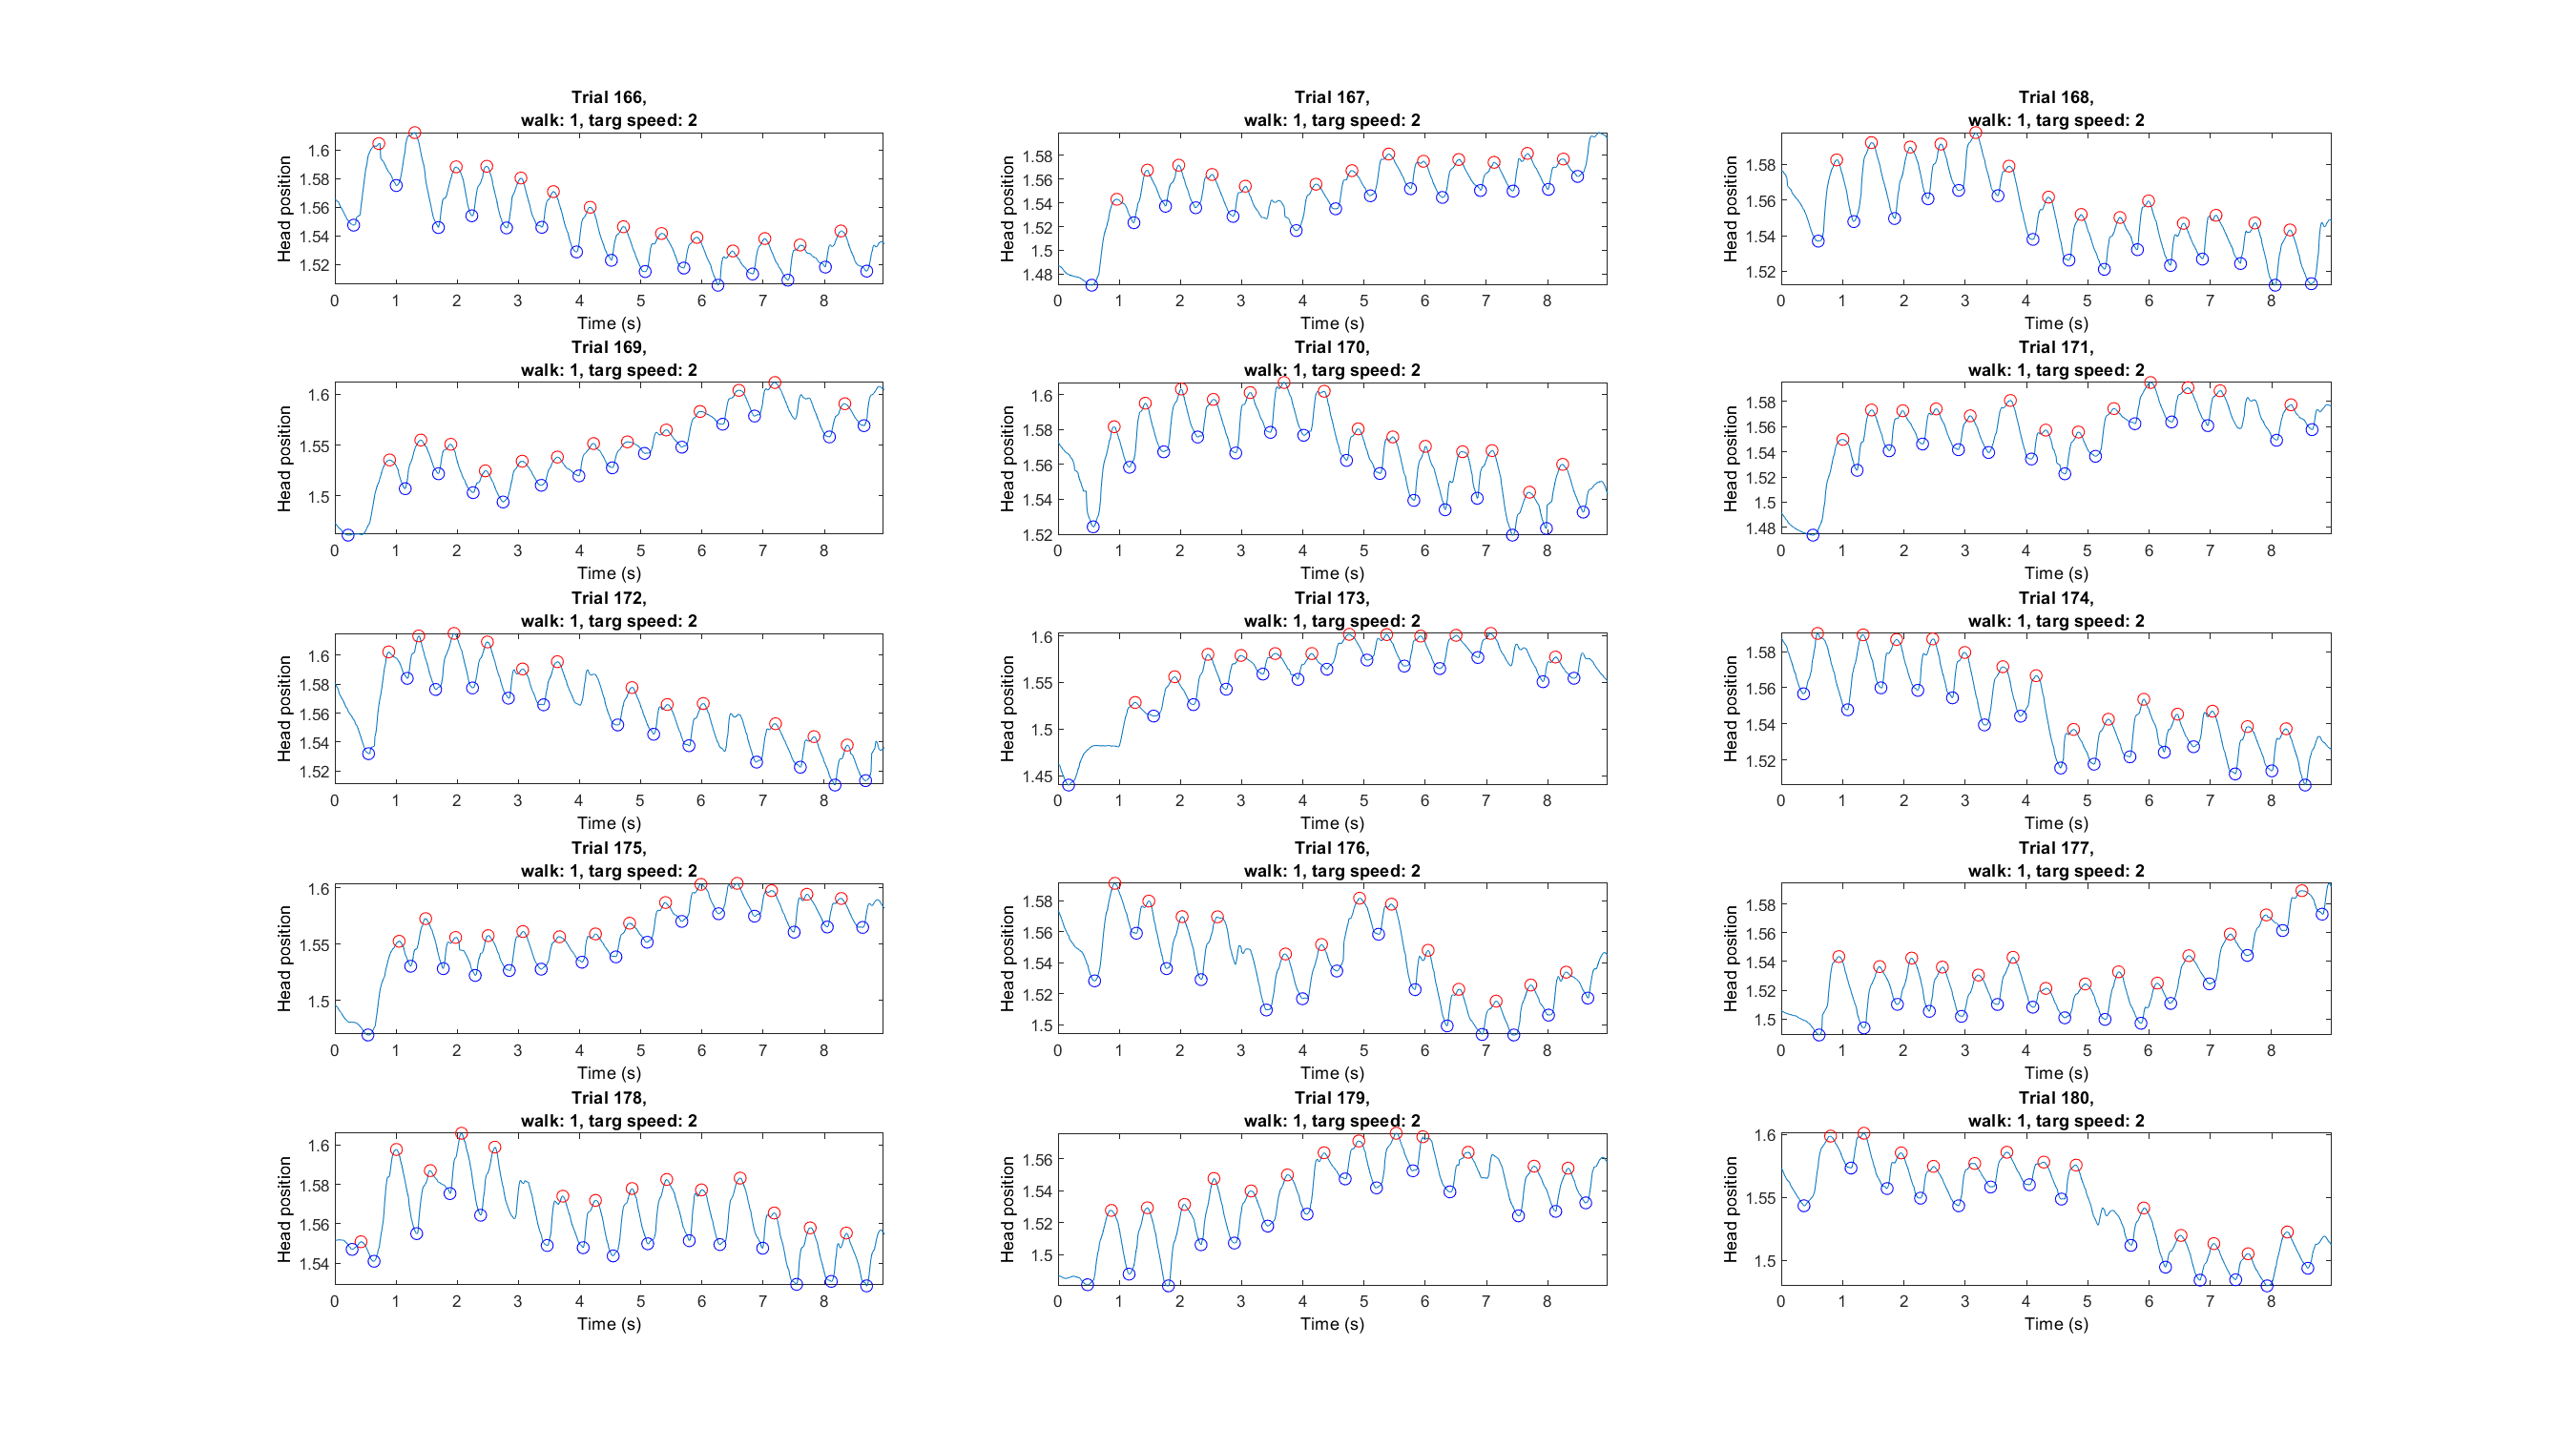 Trial 166,
walk: 1, targ speed: 2
Head position
1.6
1.58
1.56
1.54
1.52
0 1 2 3 4 5 6 7 8
Time (s)
Trial 167,
walk: 1, targ speed: 2
Head position
1.58
1.56
1.54
1.52
1.5
1.48
0 1 2 3 4 5 6 7 8
Time (s)
Trial 168,
walk: 1, targ speed: 2
Head position
1.58
1.56
1.54
1.52
0 1 2 3 4 5 6 7 8
Time (s)
Trial 169,
walk: 1, targ speed: 2
Head position
1.6
1.55
1.5
0 1 2 3 4 5 6 7 8
Time (s)
Trial 170,
walk: 1, targ speed: 2
Head position
1.6
1.58
1.56
1.54
1.52
0 1 2 3 4 5 6 7 8
Time (s)
Trial 171,
walk: 1, targ speed: 2
Head position
1.58
1.56
1.54
1.52
1.5
1.48
0 1 2 3 4 5 6 7 8
Time (s)
Trial 172,
walk: 1, targ speed: 2
Head position
1.6
1.58
1.56
1.54
1.52
0 1 2 3 4 5 6 7 8
Time (s)
Trial 173,
walk: 1, targ speed: 2
Head position
1.6
1.55
1.5
1.45
0 1 2 3 4 5 6 7 8
Time (s)
Trial 174,
walk: 1, targ speed: 2
Head position
1.58
1.56
1.54
1.52
0 1 2 3 4 5 6 7 8
Time (s)
Trial 175,
walk: 1, targ speed: 2
Head position
1.6
1.55
1.5
0 1 2 3 4 5 6 7 8
Time (s)
Trial 176,
walk: 1, targ speed: 2
Head position
1.58
1.56
1.54
1.52
1.5
0 1 2 3 4 5 6 7 8
Time (s)
Trial 177,
walk: 1, targ speed: 2
Head position
1.58
1.56
1.54
1.52
1.5
0 1 2 3 4 5 6 7 8
Time (s)
Trial 178,
walk: 1, targ speed: 2
Head position
1.6
1.58
1.56
1.54
0 1 2 3 4 5 6 7 8
Time (s)
Trial 179,
walk: 1, targ speed: 2
Head position
1.56
1.54
1.52
1.5
0 1 2 3 4 5 6 7 8
Time (s)
Trial 180,
walk: 1, targ speed: 2
Head position
1.6
1.55
1.5
0 1 2 3 4 5 6 7 8
Time (s)